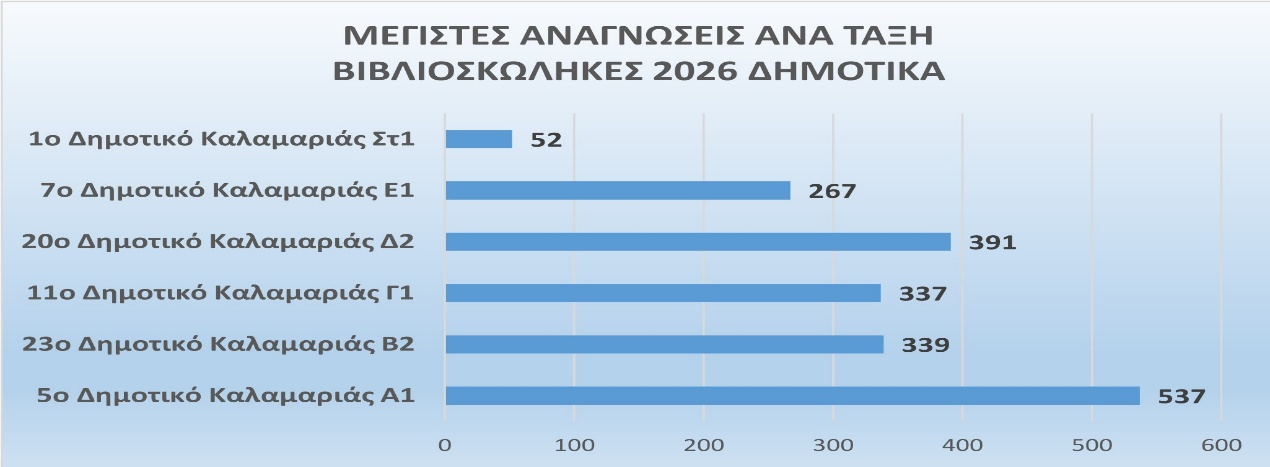 ΜΕΓΙΣΤΕΣ ΑΝΑΓΝΩΣΕΙΣ ΑΝΑ ΤΑΞΗ
ΒΙΒΛΙΟΣΚΩΛΗΚΕΣ 2026 ΔΗΜΟΤΙΚΑ
1ο Δημοτικό Καλαμαριάς Στ1 52
7ο Δημοτικό Καλαμαριάς Ε1 267
20ο Δημοτικό Καλαμαριάς Δ2 391
11ο Δημοτικό Καλαμαριάς Γ1 337
23ο Δημοτικό Καλαμαριάς Β2 339
5ο Δημοτικό Καλαμαριάς Α1 537
0 100 200 300 400 500 600